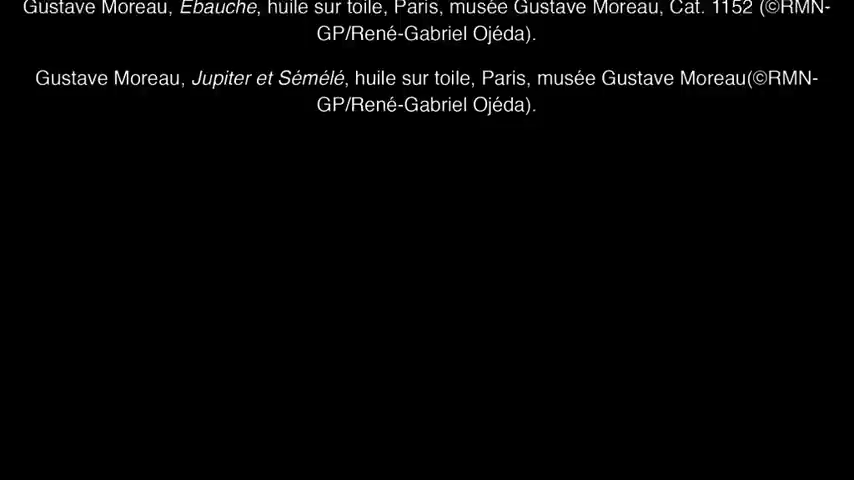 Gustave Moreau, Ebauche, huile sur toile, Paris, musée Gustave Moreau, Cat. 1152 (©RMN-
GP/René-Gabriel Ojéda).
Gustave Moreau, Jupiter et Sémélé, huile sur toile, Paris, musée Gustave Moreau(©RMN-
GP/René-Gabriel Ojéda).